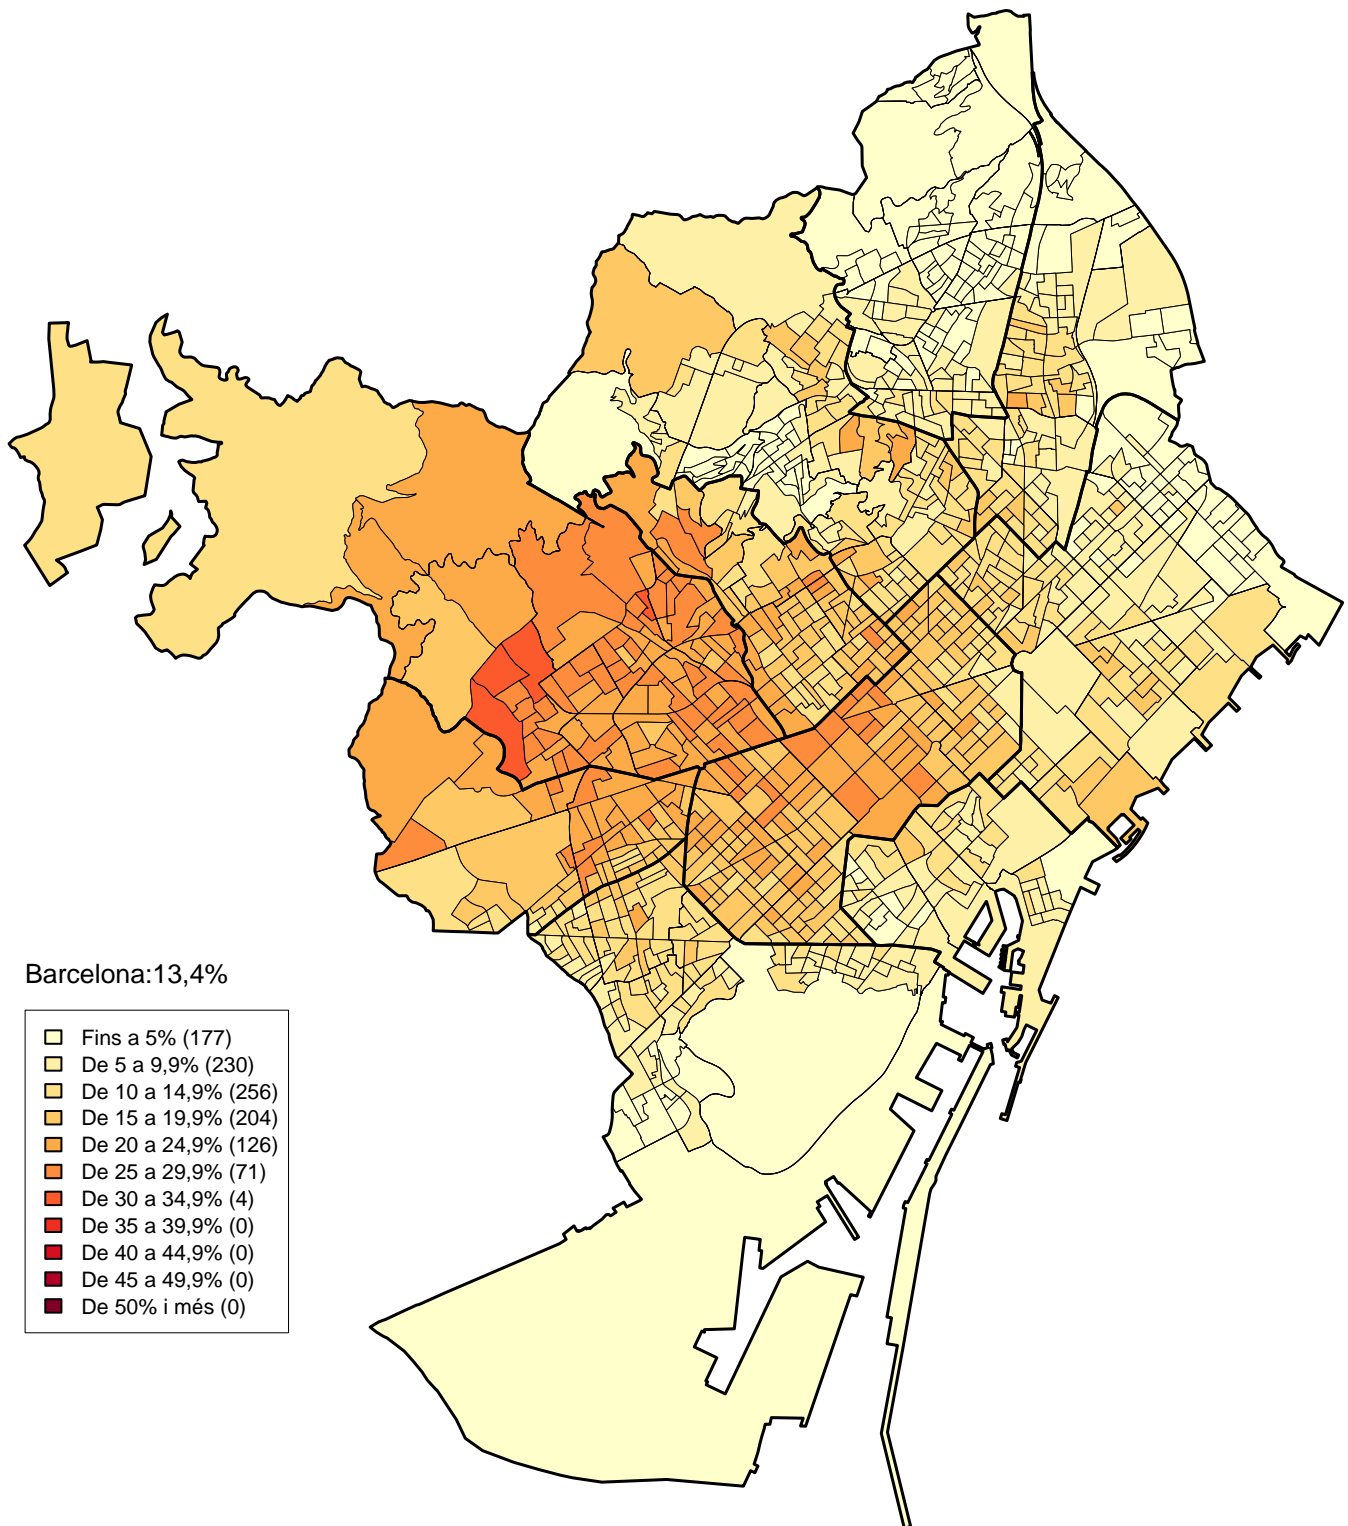 Barcelona:13,4%
Fins a 5% (177)
De 5 a 9,9% (230)
De 10 a 14,9% (256)
De 15 a 19,9% (204)
De 20 a 24,9% (126)
De 25 a 29,9% (71)
De 30 a 34,9% (4)
De 35 a 39,9% (0)
De 40 a 44,9% (0)
De 45 a 49,9% (0)
De 50% i més (0)